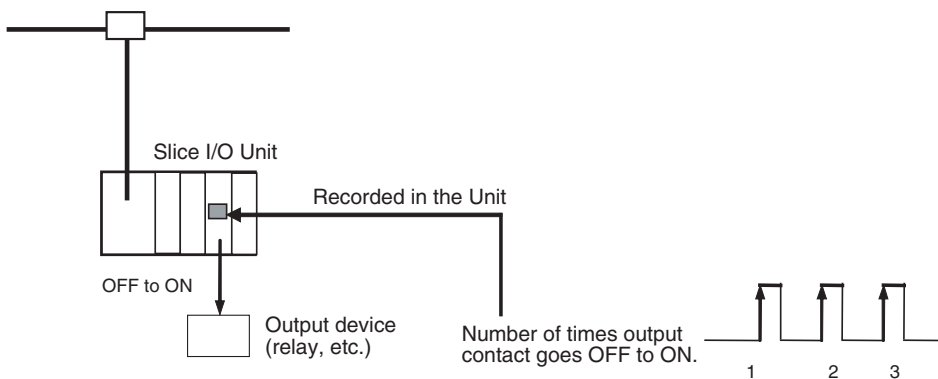 Slice I/O Unit
Recorded in the Unit
OFF to ON
Output device
(relay, etc.)
Number of times output
contact goes OFF to ON.
1 2 3